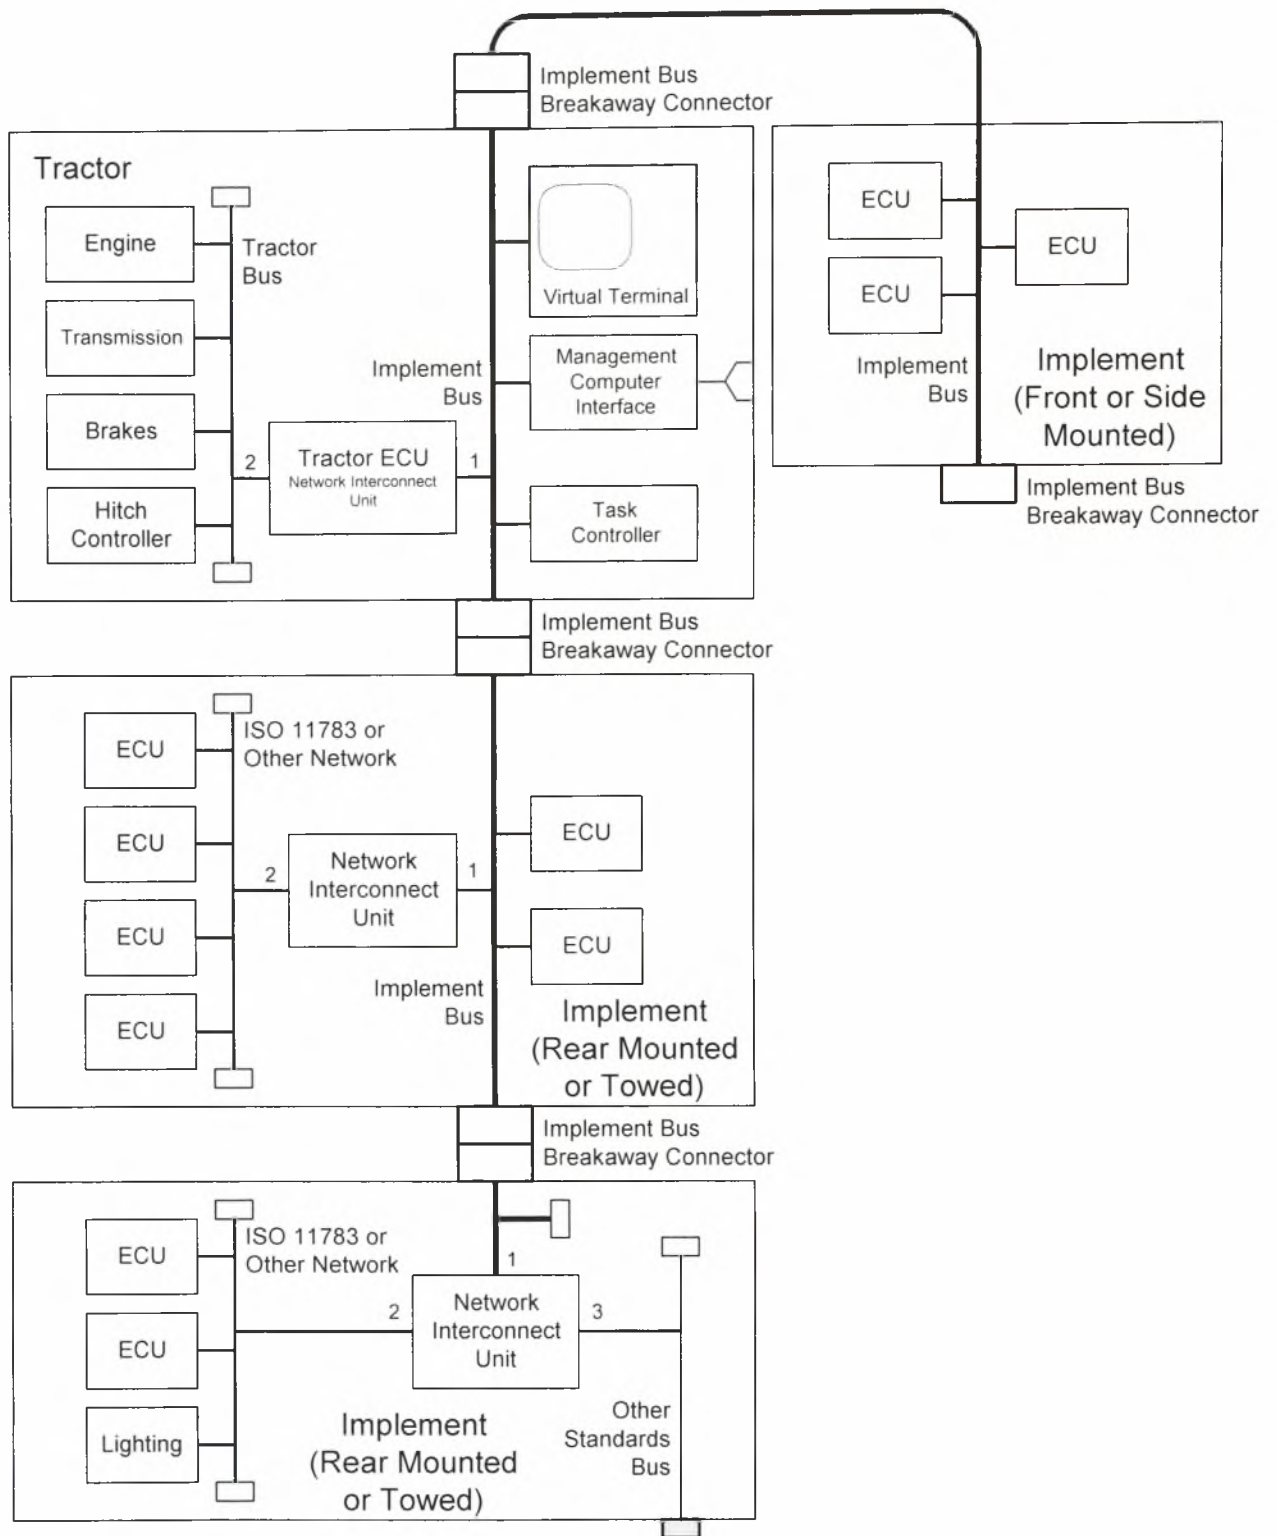 Implement Bus
Breakaway Connector
Tractor
Engine
Tractor
Bus
Transmission
Brakes
Hitch
Controller
2
Tractor ECU
Network Interconnect
Unit
1
Implement
Bus
Virtual Terminal
Management
Computer
Interface
Task
Controller
ECU
ECU
ECU
Implement
Bus
Implement
(Front or Side
Mounted)
Implement Bus
Breakaway Connector
Implement Bus
Breakaway Connector
ISO 11783 or
Other Network
ECU
ECU
ECU
ECU
2
Network
Interconnect
Unit
1
ECU
ECU
Implement
Bus
Implement
(Rear Mounted
or Towed)
Implement Bus
Breakaway Connector
ISO 11783 or
Other Network
ECU
ECU
Lighting
1
2
Network
Interconnect
Unit
3
Other
Standards
Bus
Implement
(Rear Mounted
or Towed)